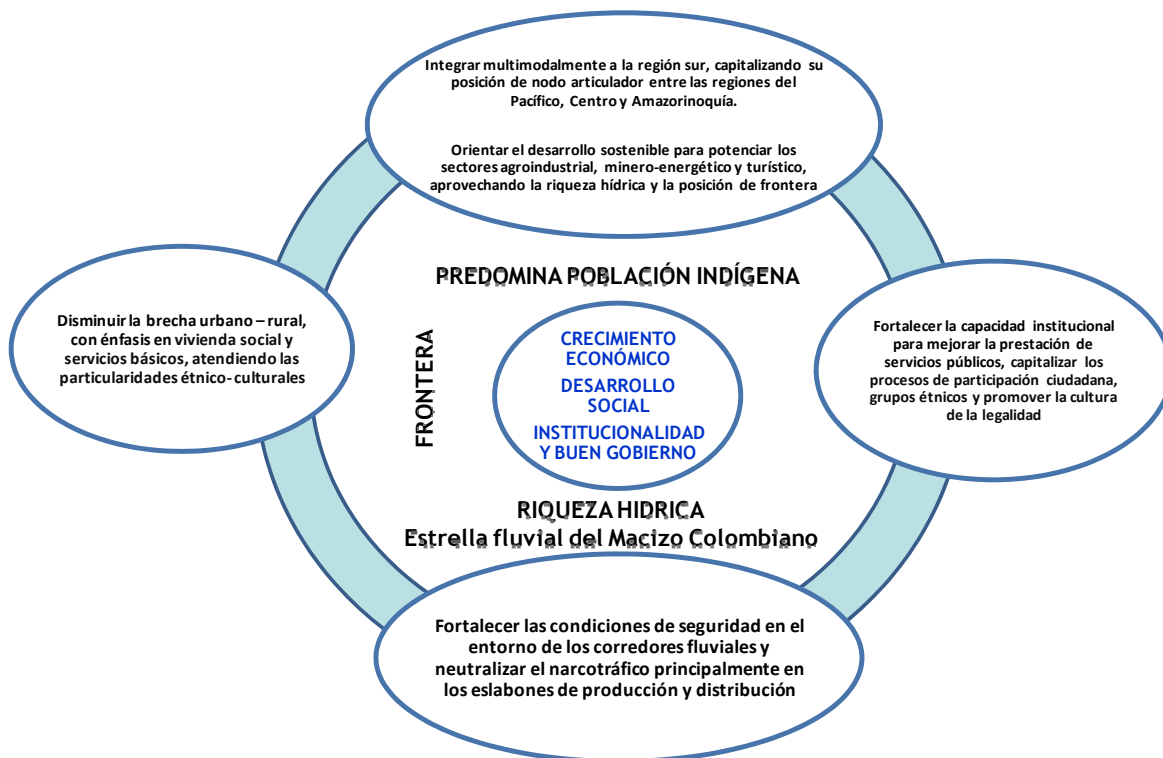 Integrar multimodalmente a la región sur, capitalizando su
posición de nodo articulador entre las regiones del
Pacífico, Centro y Amazorinoquía.
Orientar el desarrollo sostenible para potenciar los
sectores agroindustrial, minero-energético y turístico,
aprovechando la riqueza hídrica y la posición de frontera
PREDOMINA POBLACIÓN INDÍGENA
Disminuir la brecha urbano – rural,
con énfasis en vivienda social y
servicios básicos, atendiendo las
particularidades étnico- culturales
FRONTERA
CRECIMIENTO
ECONÓMICO
DESARROLLO
SOCIAL
INSTITUCIONALIDAD
Y BUEN GOBIERNO
Fortalecer la capacidad institucional
para mejorar la prestación de
servicios públicos, capitalizar los
procesos de participación ciudadana,
grupos étnicos y promover la cultura
de la legalidad
RIQUEZA HIDRICA
Estrella fluvial del Macizo Colombiano
Fortalecer las condiciones de seguridad en el
entorno de los corredores fluviales y
neutralizar el narcotráfico principalmente en
los eslabones de producción y distribución